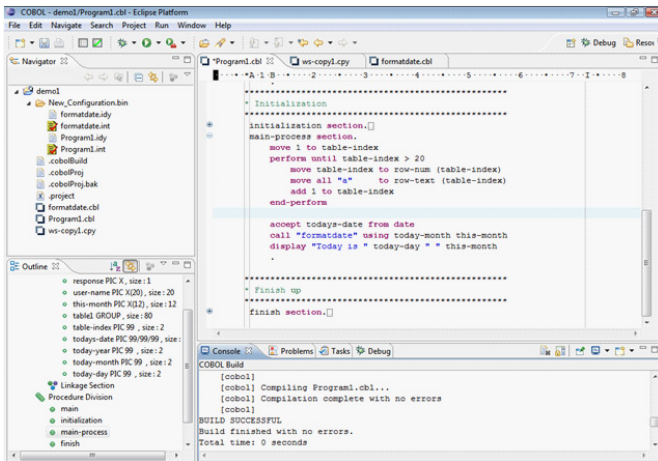 COBOL - demo1/Program1.cbl - Eclipse Platform
File Edit Navigate Search Project Run Window Help
Debug Resou
Navigator
*Program1.cbl ws-copy1.cpy formatdate.cbl
demo1
New_Configuration.bin
formatdate.idy
formatdate.int
Program1.idy
Program1.int
.cobolBuild
.cobolProj
.cobolProj.bak
.project
formatdate.cbl
Program1.cbl
ws-copy1.cpy
* Initialization
initialization section.
main-process section.
move 1 to table-index
perform until table-index > 20
move table-index to row-num (table-index)
move all "a" to row-text (table-index)
add 1 to table-index
end-perform
accept todays-date from date
call "formatdate" using today-month this-month
display "Today is " today-day " " this-month
.
* Finish up
finish section.
Outline
response PIC X, size : 1
user-name PIC X(20), size : 20
this-month PIC X(12), size : 12
table1 GROUP, size : 80
table-index PIC 99 , size : 2
todays-date PIC 99/99/99 , size :
today-year PIC 99 , size : 2
today-month PIC 99 , size : 2
today-day PIC 99 , size : 2
Linkage Section
Procedure Division
main
initialization
main-process
finish
Console Problems Tasks Debug
COBOL Build
[cobol]
[cobol] Compiling Program1.cbl...
[cobol] Compilation complete with no errors
[cobol]
BUILD SUCCESSFUL
Build finished with no errors.
Total time: 0 seconds